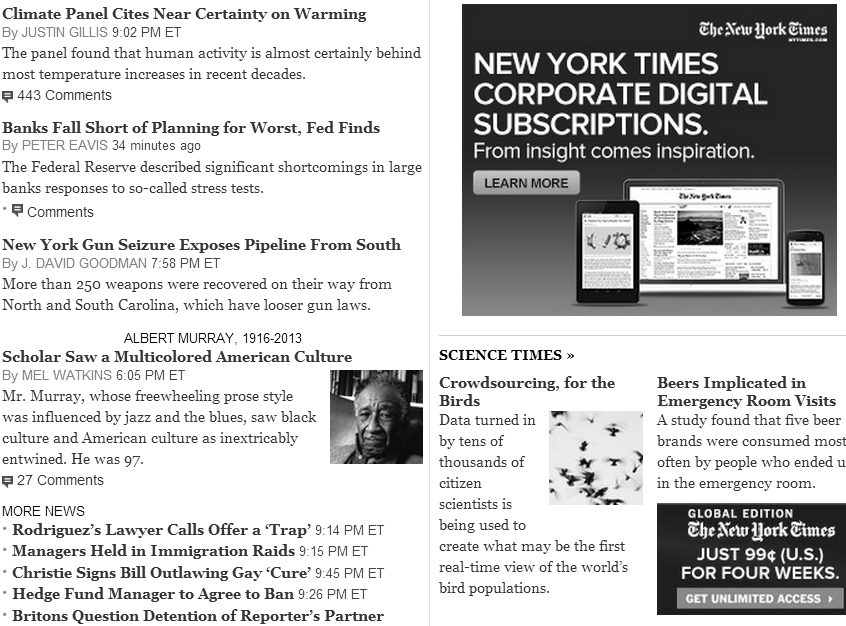 Climate Panel Cites Near Certainty on Warming
By JUSTIN GILLIS 9:02 PM ET
The panel found that human activity is almost certainly behind
most temperature increases in recent decades.
443 Comments
Banks Fall Short of Planning for Worst, Fed Finds
By PETER EAVIS 34 minutes ago
The Federal Reserve described significant shortcomings in large
banks responses to so-called stress tests.
Comments
New York Gun Seizure Exposes Pipeline From South
By J. DAVID GOODMAN 7:58 PM ET
More than 250 weapons were recovered on their way from
North and South Carolina, which have looser gun laws.
ALBERT MURRAY, 1916-2013
Scholar Saw a Multicolored American Culture
By MEL WATKINS 6:05 PM ET
Mr. Murray, whose freewheeling prose style
was influenced by jazz and the blues, saw black
culture and American culture as inextricably
entwined. He was 97.
27 Comments
MORE NEWS
Rodriguez's Lawyer Calls Offer a ‘Trap’ 9:14 PM ET
Managers Held in Immigration Raids 9:15 PM ET
Christie Signs Bill Outlawing Gay ‘Cure’ 9:45 PM ET
Hedge Fund Manager to Agree to Ban 9:26 PM ET
Britons Question Detention of Reporter's Partner
The New York Times
NYTIMES.COM
NEW YORK TIMES
CORPORATE DIGITAL
SUBSCRIPTIONS.
From insight comes inspiration.
LEARN MORE
The New York Times
SCIENCE TIMES »
Crowdsourcing, for the
Birds
Data turned in
by tens of
thousands of
citizen
scientists is
being used to
create what may be the first
real-time view of the world's
bird populations.
Beers Implicated in
Emergency Room Visits
A study found that five beer
brands were consumed most
often by people who ended u
in the emergency room.
GLOBAL EDITION
The New York Times
JUST 99¢ (U.S.)
FOR FOUR WEEKS.
GET UNLIMITED ACCESS